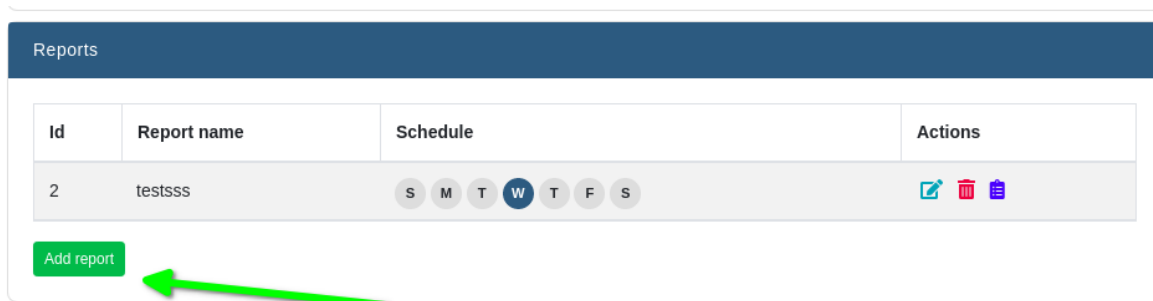 Reports
Id Report name Schedule Actions
2 testsss S M T W T F S
Add report